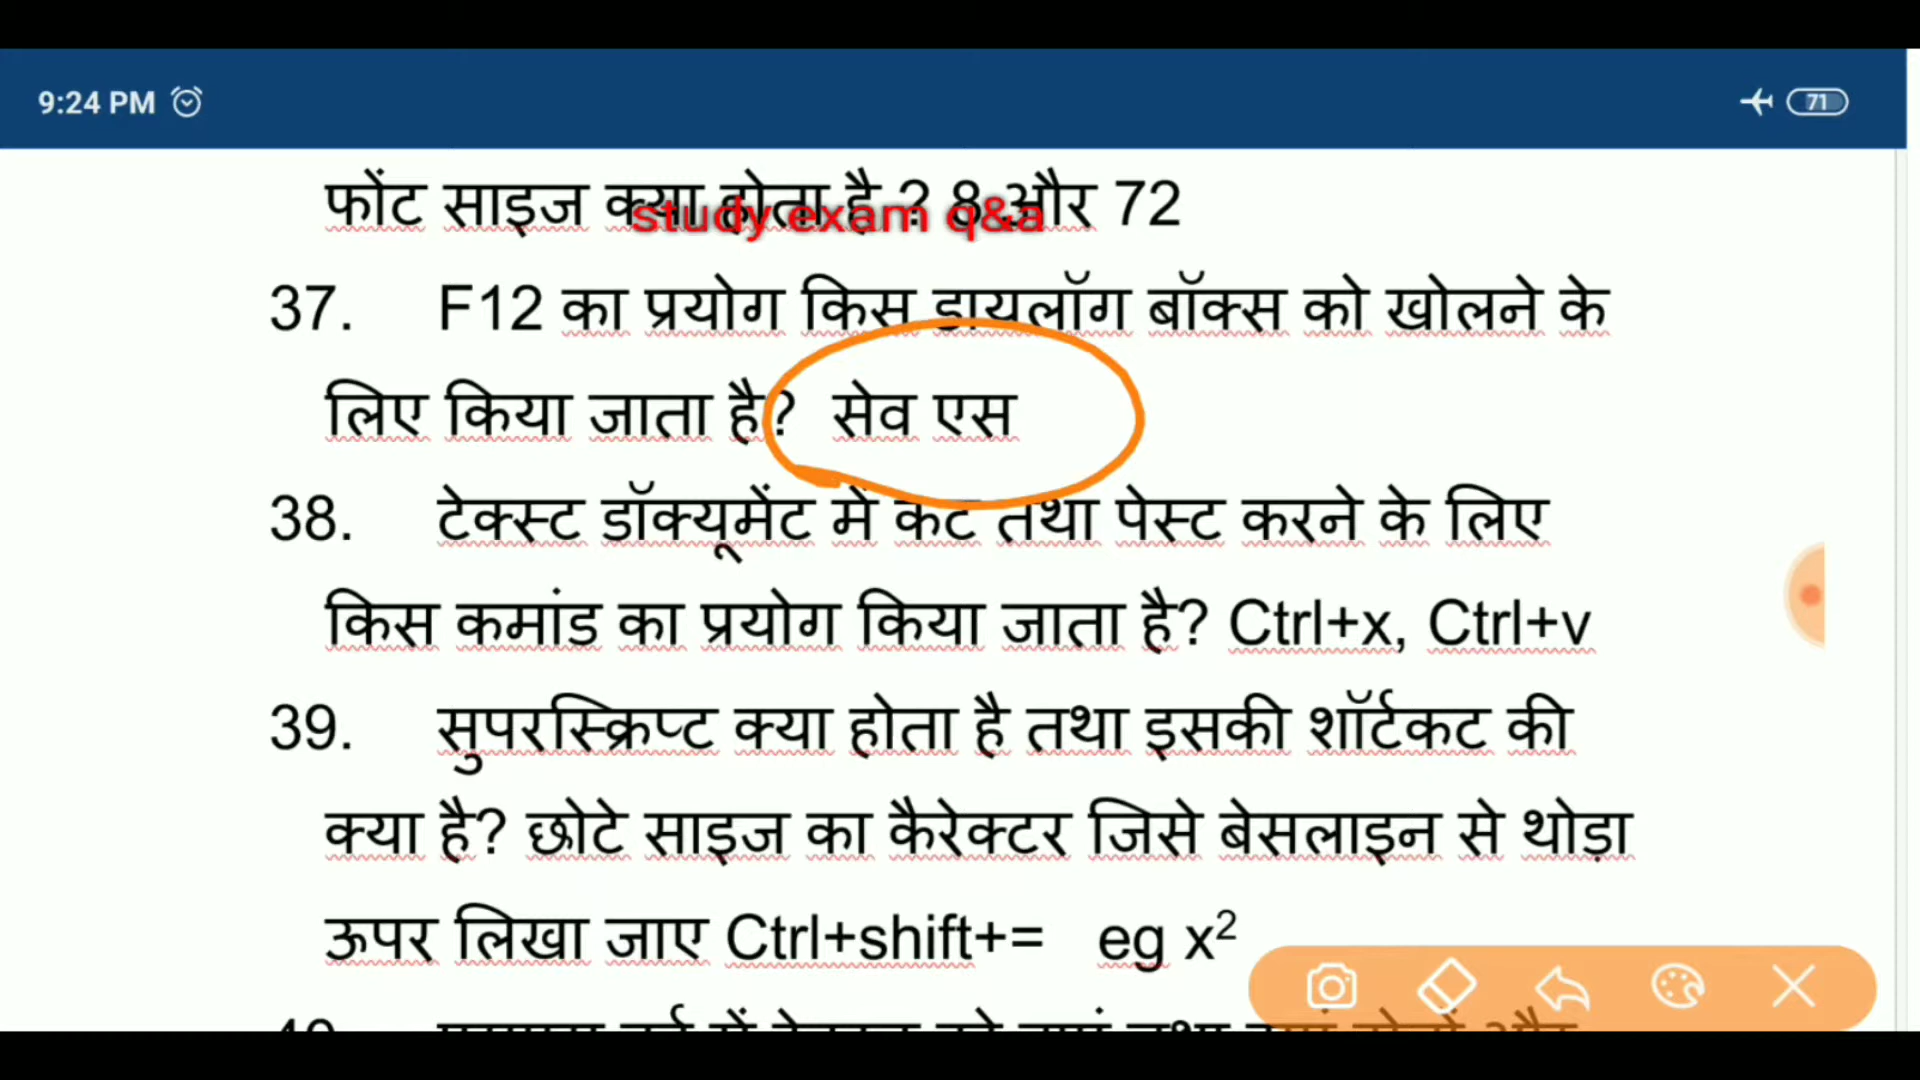 9:24 PM 71
फोंट साइज क्या होता है ? 8 और 72
study exam q&a
37. F12 का प्रयोग किस डायलॉग बॉक्स को खोलने के
लिए किया जाता है? सेव एस
38. टेक्स्ट डॉक्यूमेंट में कट तथा पेस्ट करने के लिए
किस कमांड का प्रयोग किया जाता है? Ctrl+x, Ctrl+v
39. सुपरस्क्रिप्ट क्या होता है तथा इसकी शॉर्टकट की
क्या है? छोटे साइज का कैरेक्टर जिसे बेसलाइन से थोड़ा
ऊपर लिखा जाए Ctrl+shift+= eg x²